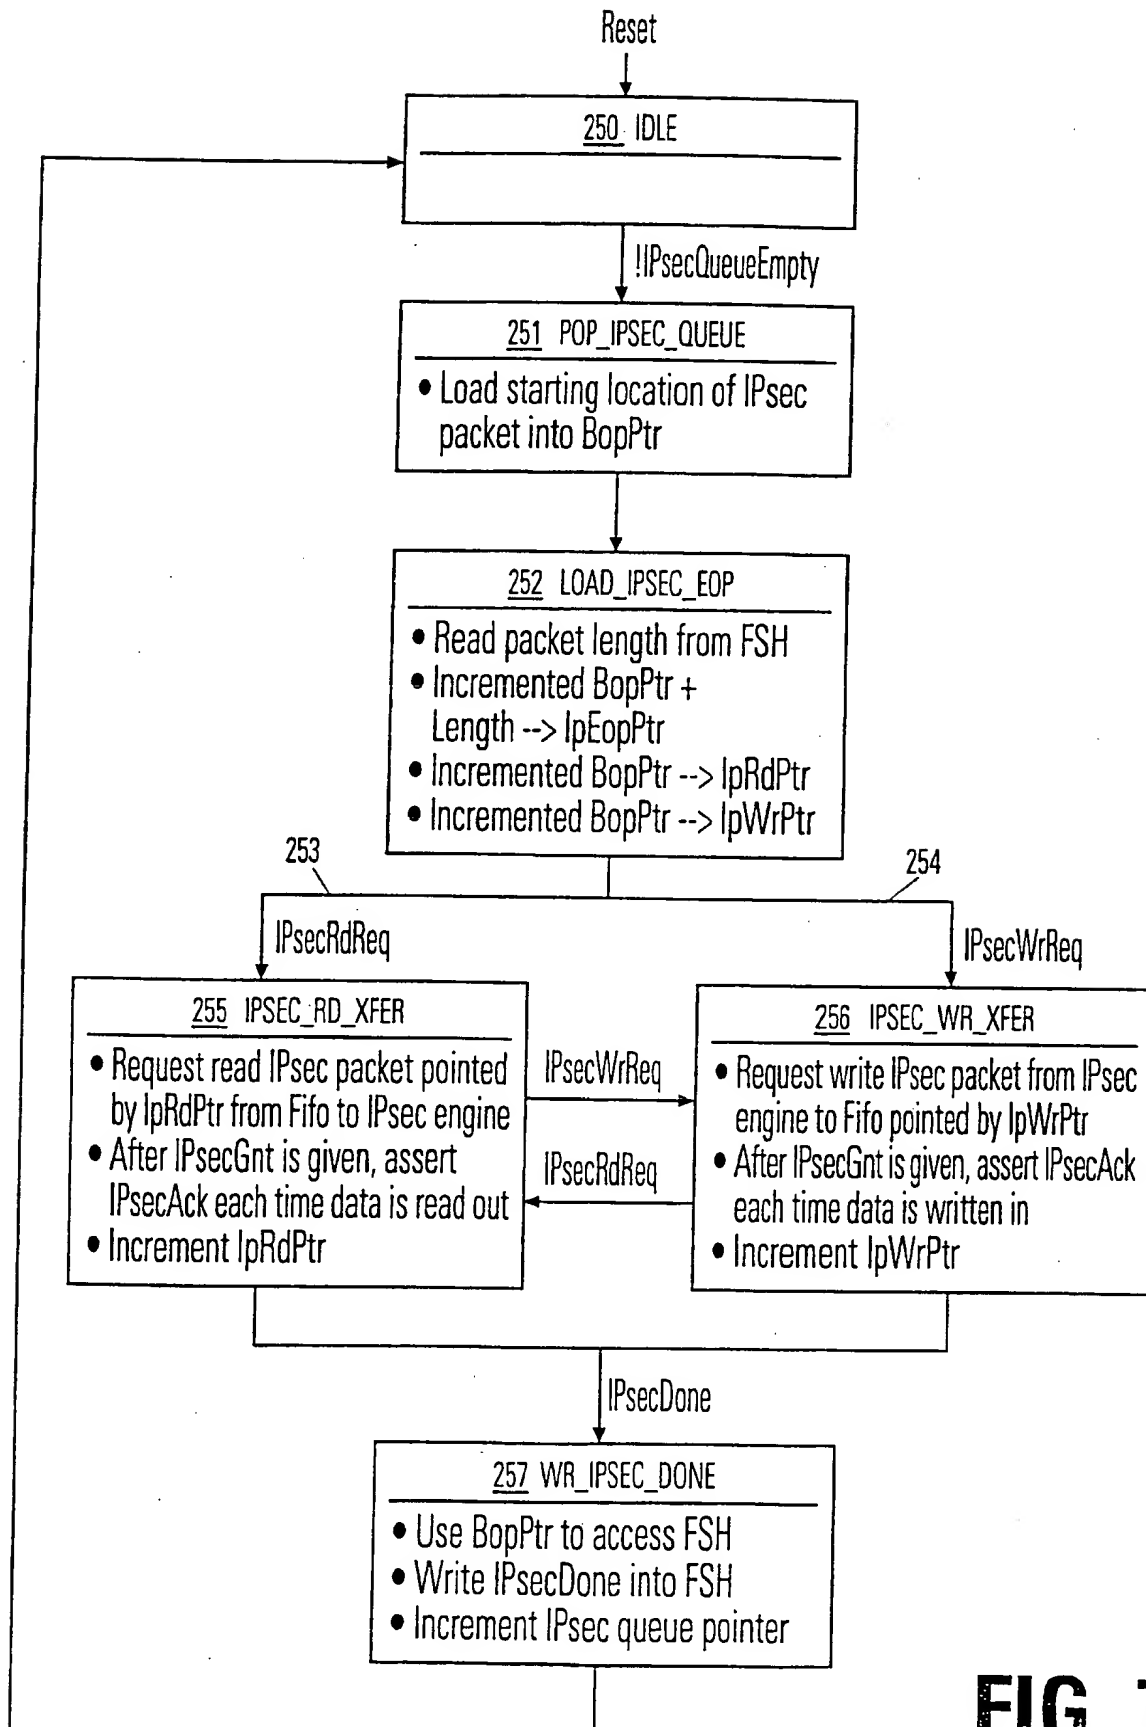 Reset
250 IDLE
!IPsecQueueEmpty
251 POP_IPSEC_QUEUE
• Load starting location of IPsec
packet into BopPtr
252 LOAD_IPSEC_EOP
• Read packet length from FSH
• Incremented BopPtr +
Length --> IpEopPtr
• Incremented BopPtr --> IpRdPtr
• Incremented BopPtr --> IpWrPtr
253
254
IPsecRdReq
IPsecWrReq
255 IPSEC_RD_XFER
• Request read IPsec packet pointed
by IpRdPtr from Fifo to IPsec engine
• After IPsecGnt is given, assert
IPsecAck each time data is read out
• Increment IpRdPtr
IPsecWrReq
IPsecRdReq
256 IPSEC_WR_XFER
• Request write IPsec packet from IPsec
engine to Fifo pointed by IpWrPtr
• After IPsecGnt is given, assert IPsecAck
each time data is written in
• Increment IpWrPtr
IPsecDone
257 WR_IPSEC_DONE
• Use BopPtr to access FSH
• Write IPsecDone into FSH
• Increment IPsec queue pointer
FIG